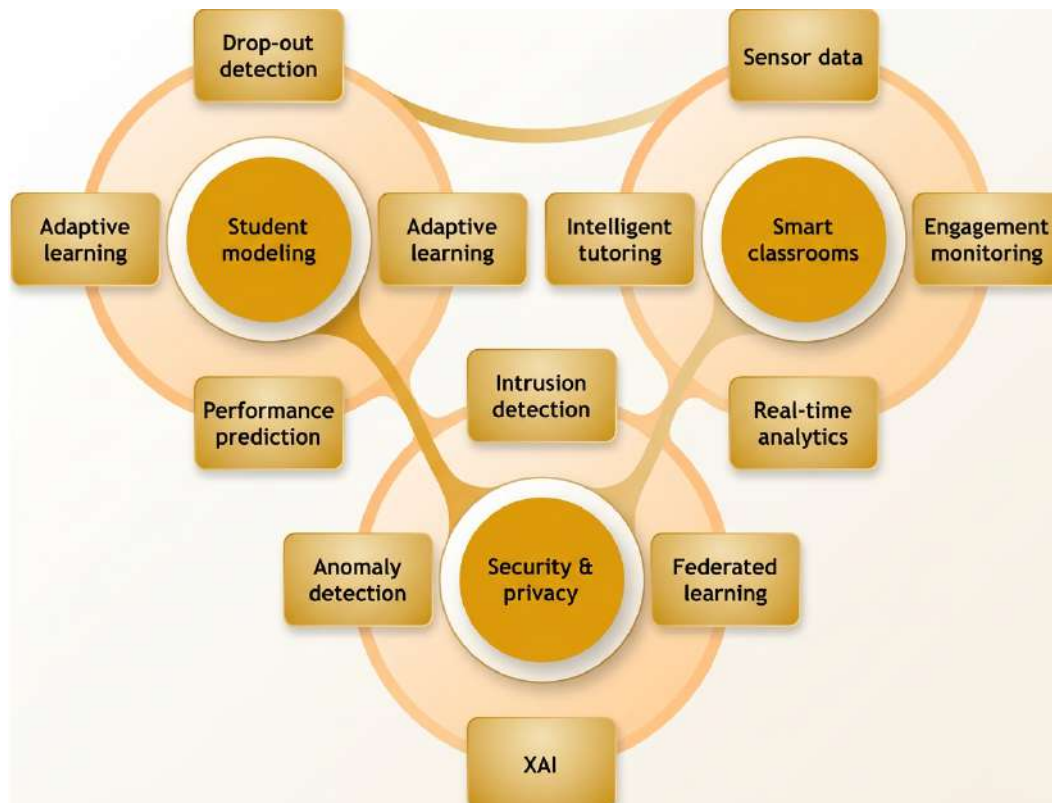 Drop-out
detection
Adaptive
learning
Student
modeling
Adaptive
learning
Performance
prediction
Sensor data
Intelligent
tutoring
Smart
classrooms
Engagement
monitoring
Real-time
analytics
Intrusion
detection
Anomaly
detection
Security &
privacy
Federated
learning
XAI